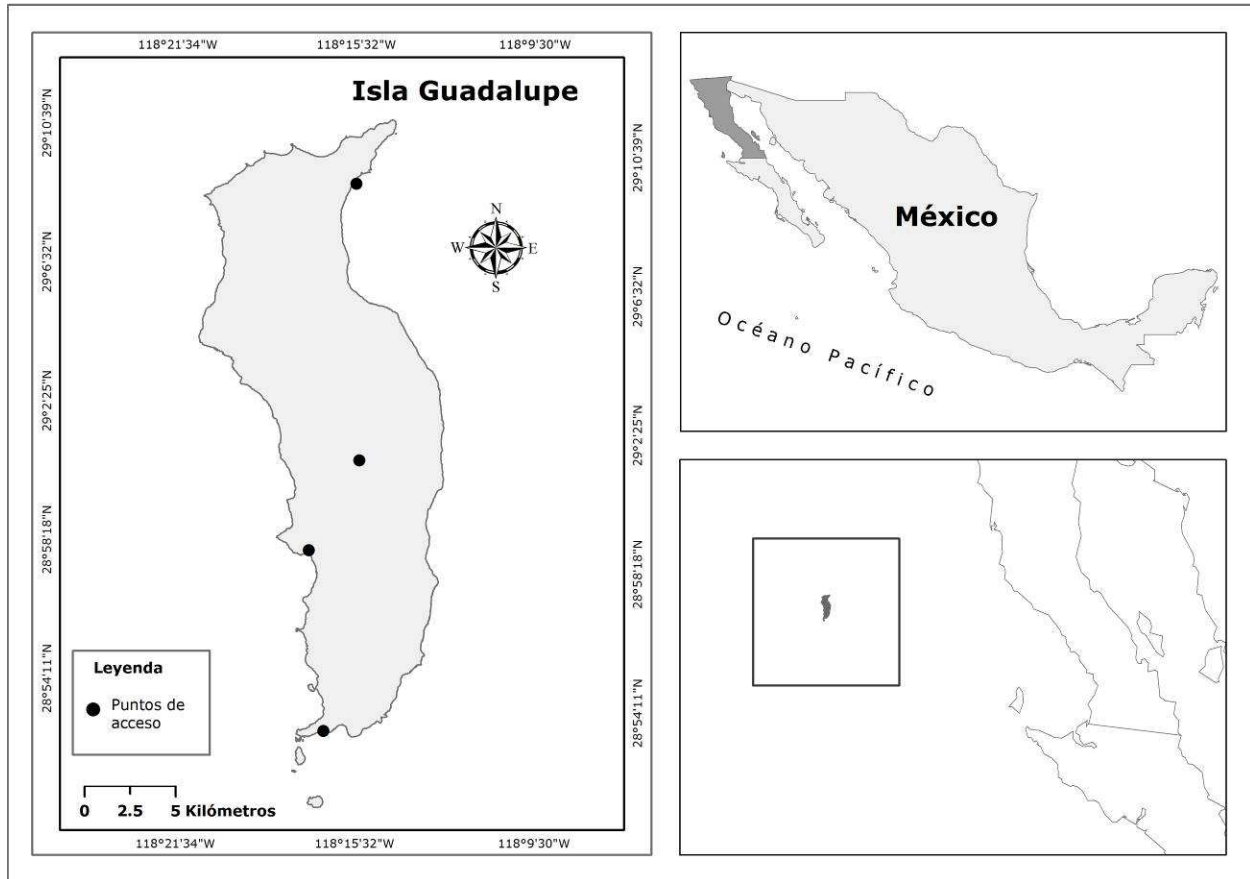 118°21'34"W 118°15'32"W 118°9'30"W
Isla Guadalupe
29°10'39"N
29°6'32"N
29°2'25"N
28°58'18"N
28°54'11"N
29°10'39"N
29°6'32"N
29°2'25"N
28°58'18"N
28°54'11"N
N
W E
S
Leyenda
Puntos de
acceso
0 2.5 5 Kilómetros
118°21'34"W 118°15'32"W 118°9'30"W
México
Océano Pacífico